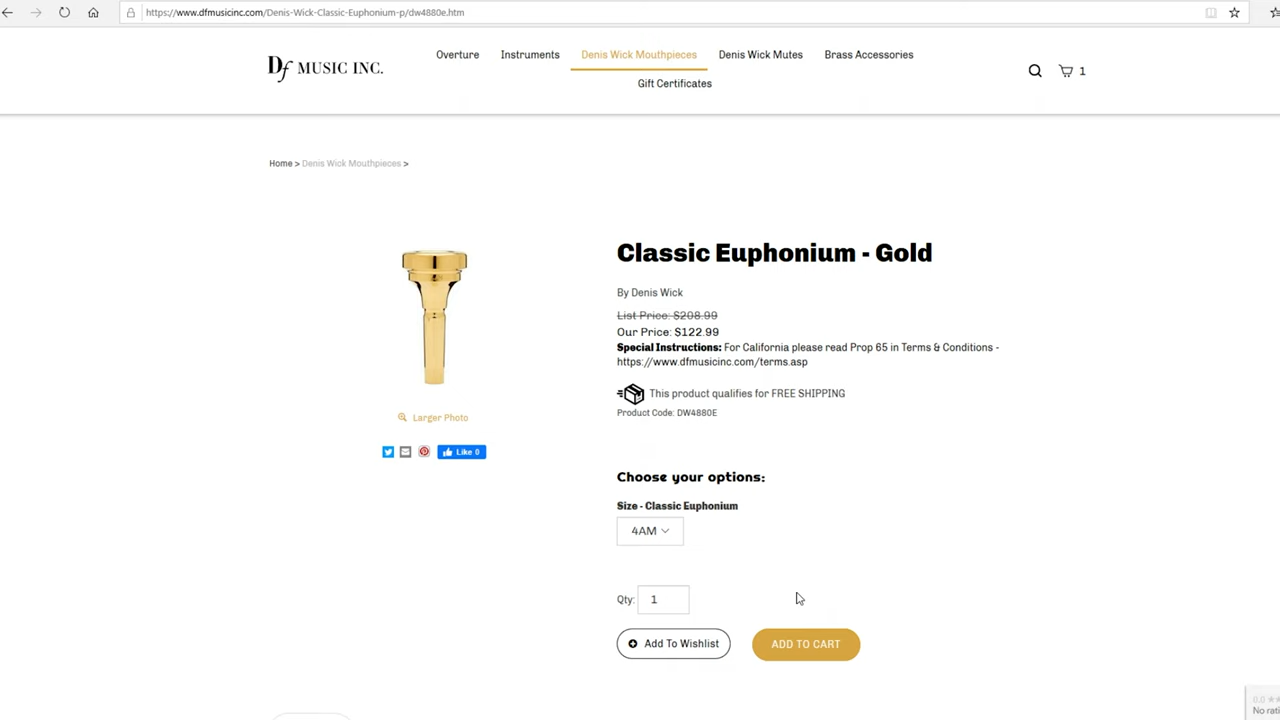 https://www.dfmusicinc.com/Denis-Wick-Classic-Euphonium-p/dw4880e.htm
Df MUSIC INC.
Overture Instruments Denis Wick Mouthpieces Denis Wick Mutes Brass Accessories
Gift Certificates
1
Home > Denis Wick Mouthpieces >
Classic Euphonium - Gold
By Denis Wick
List Price: $208.99
Our Price: $122.99
Special Instructions: For California please read Prop 65 in Terms & Conditions -
https://www.dfmusicinc.com/terms.asp
This product qualifies for FREE SHIPPING
Product Code: DW4880E
Larger Photo
Like 0
Choose your options:
Size - Classic Euphonium
4AM
Qty: 1
Add To Wishlist
ADD TO CART
0.0
No